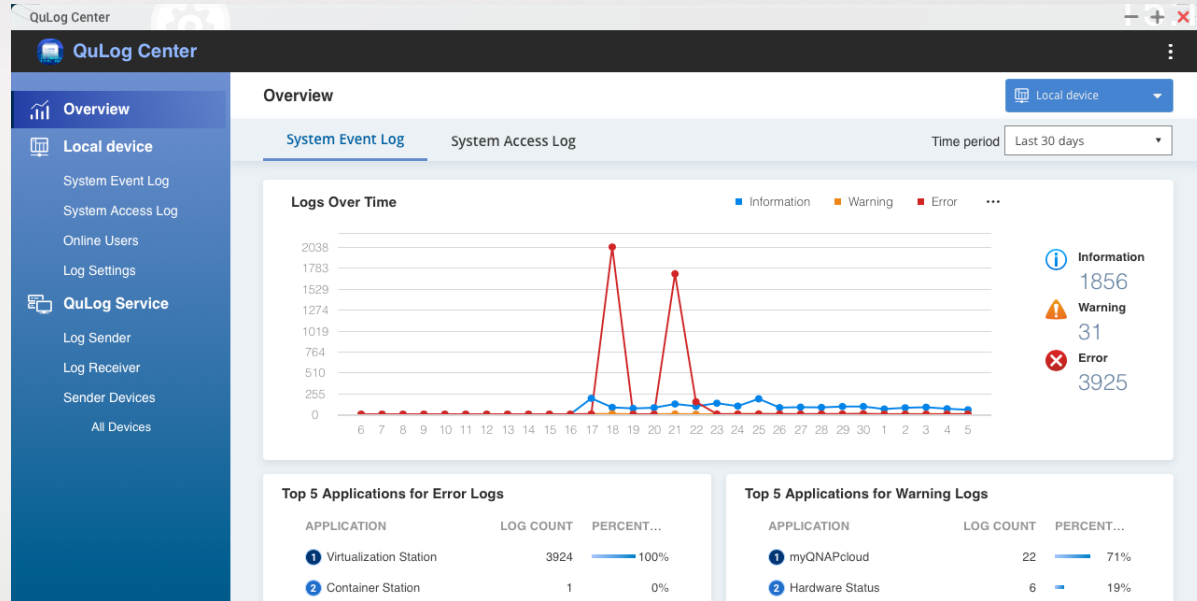 QuLog Center
QuLog Center
Overview
Local device
System Event Log
System Access Log
Online Users
Log Settings
QuLog Service
Log Sender
Log Receiver
Sender Devices
All Devices
Overview
Local device
System Event Log System Access Log
Time period Last 30 days
Logs Over Time
Information Warning Error
2038
1783
1529
1274
1019
764
510
255
0
6 7 8 9 10 11 12 13 14 15 16 17 18 19 20 21 22 23 24 25 26 27 28 29 30 1 2 3 4 5
Information
1856
Warning
31
Error
3925
Top 5 Applications for Error Logs
APPLICATION LOG COUNT PERCENT...
1 Virtualization Station 3924 100%
2 Container Station 1 0%
Top 5 Applications for Warning Logs
APPLICATION LOG COUNT PERCENT...
1 myQNAPcloud 22 71%
2 Hardware Status 6 19%